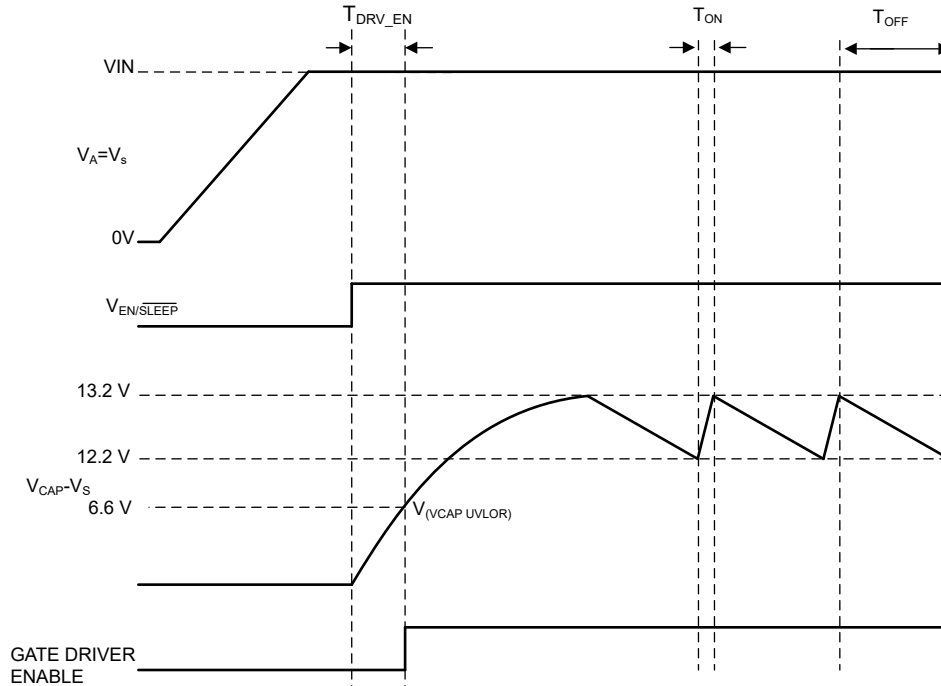 T_DRV_EN
T_ON
T_OFF
VIN
V_A=V_s
0V
V_EN/S̅L̅E̅E̅P̅
13.2 V
12.2 V
V_CAP-V_S
6.6 V
V_(VCAP UVLOR)
GATE DRIVER
ENABLE